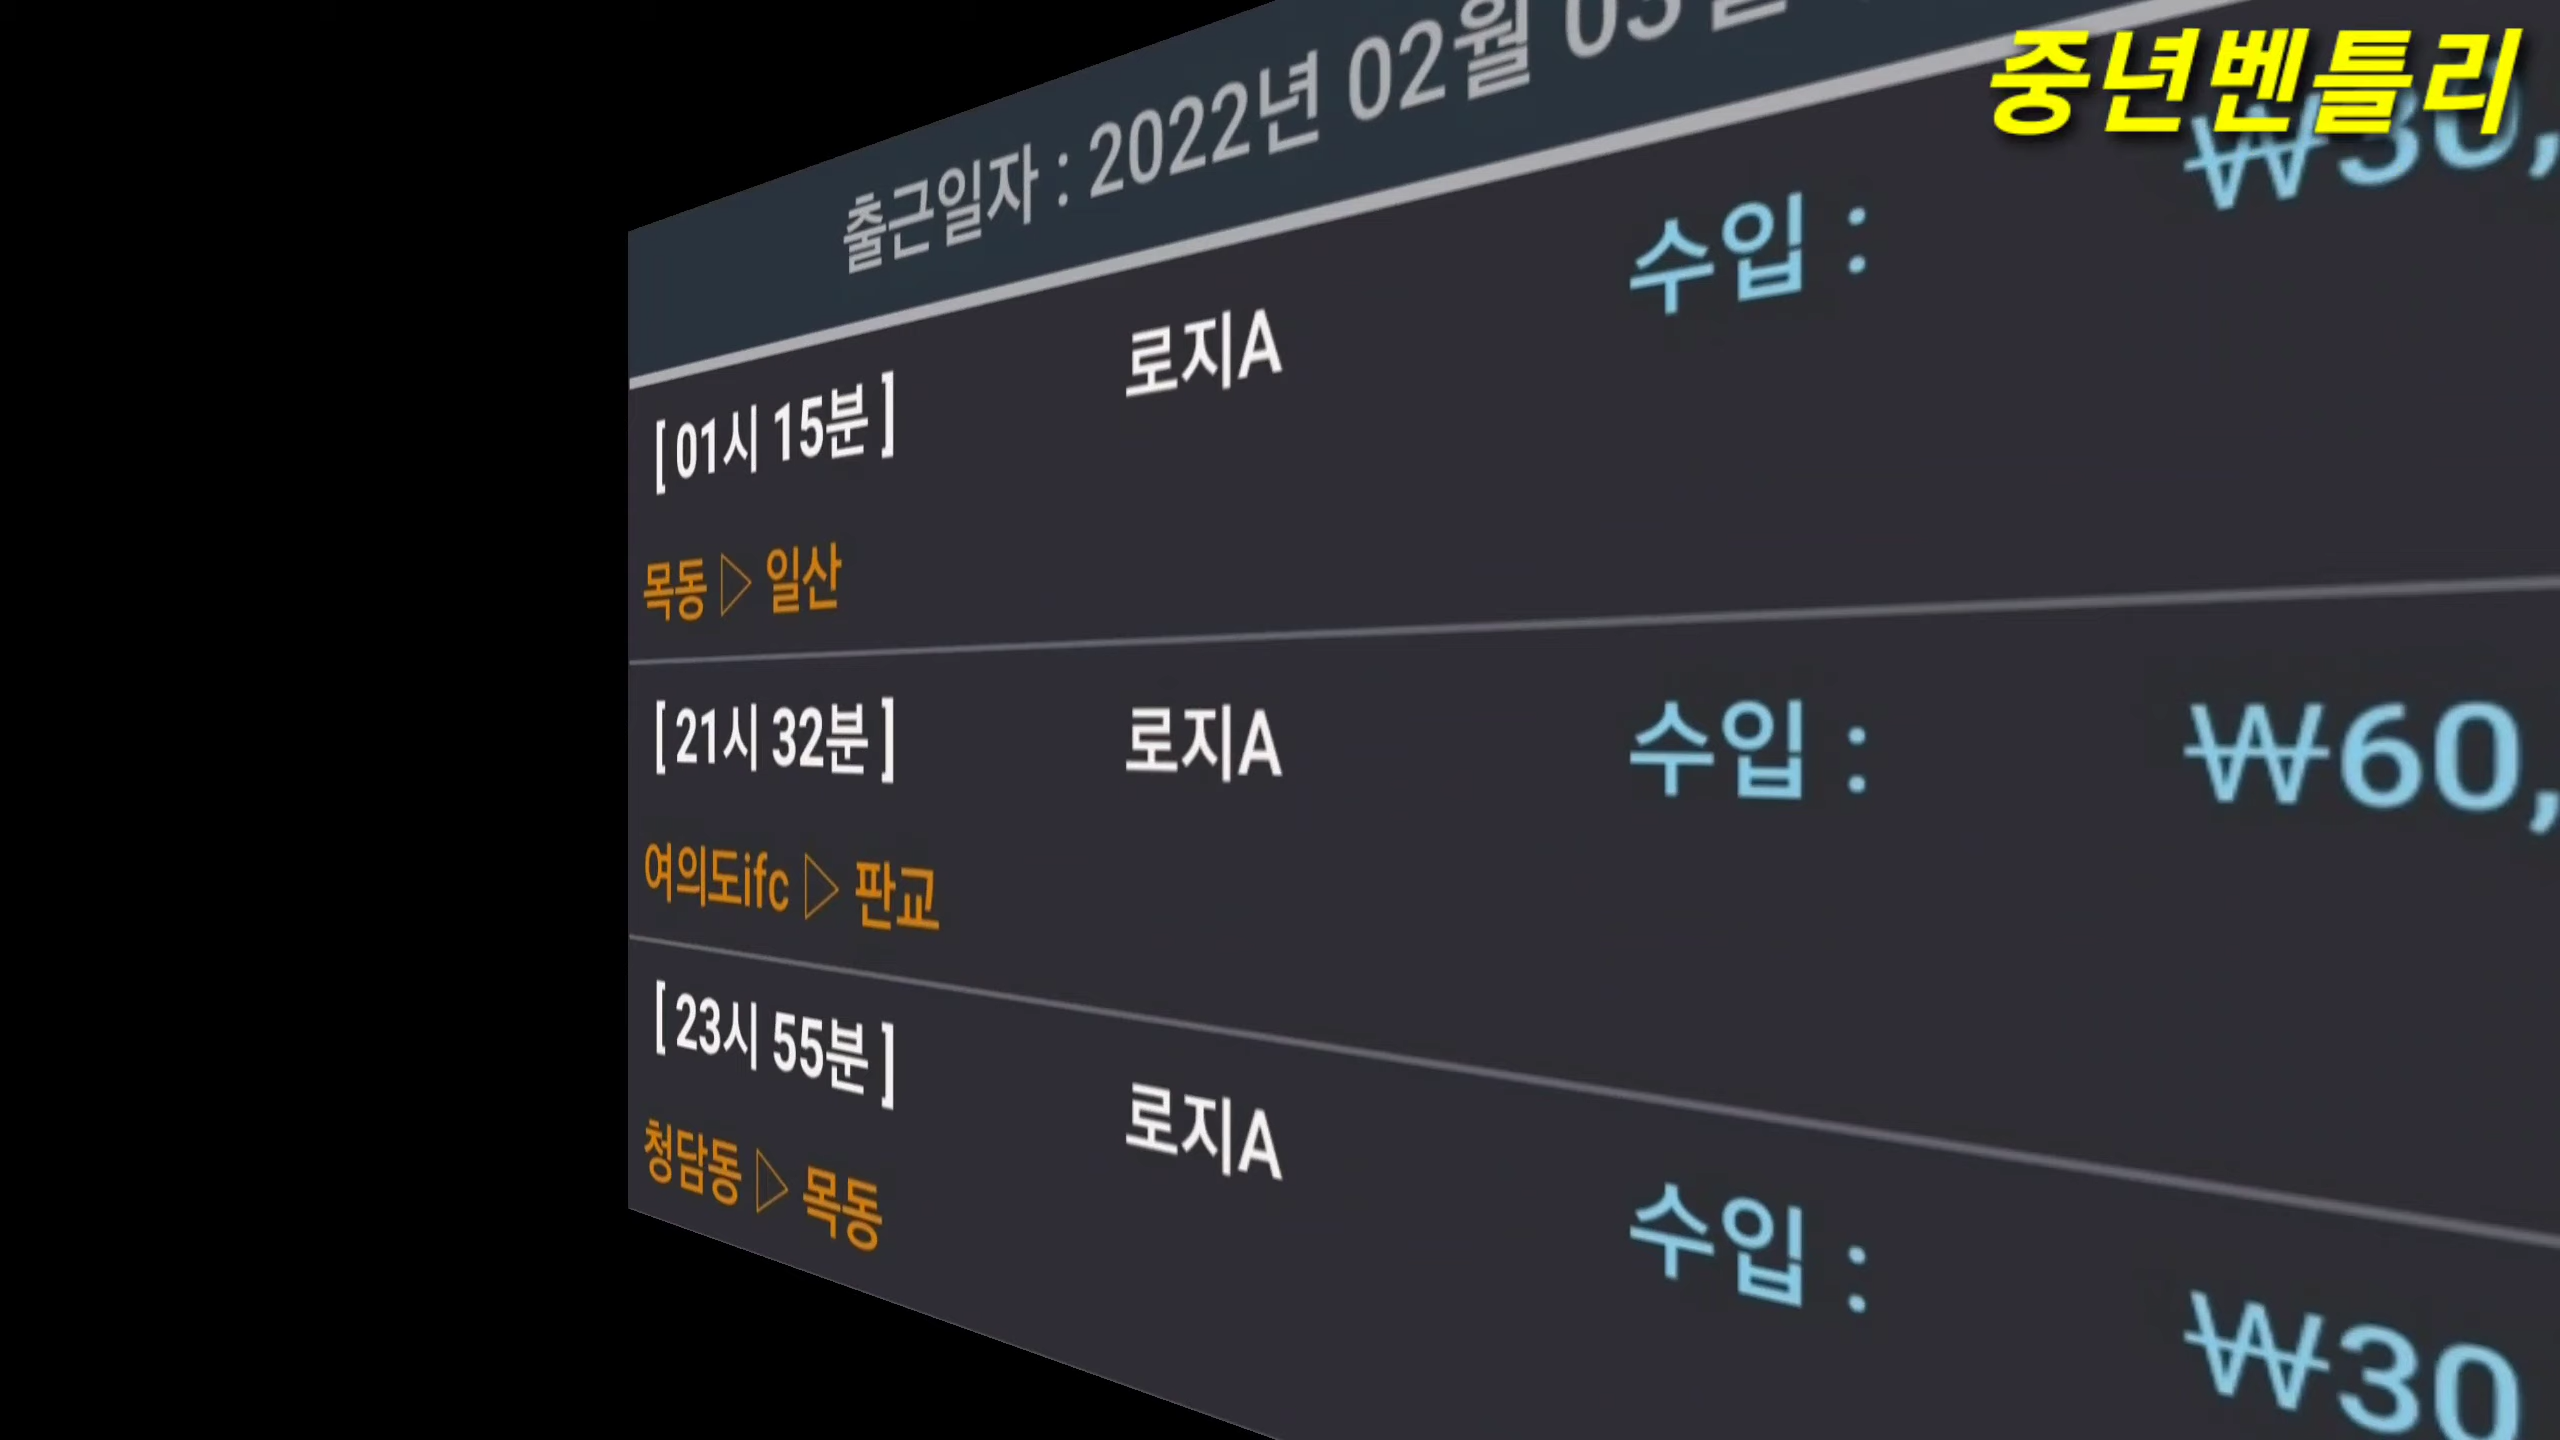 중년벤틀리
출근일자 : 2022년 02월
[ 01시 15분 ] 로지A 수입 : ₩30,
목동 ▷ 일산
[ 21시 32분 ] 로지A 수입 : ₩60,
여의도ifc ▷ 판교
[ 23시 55분 ] 로지A 수입 : ₩30
청담동 ▷ 목동